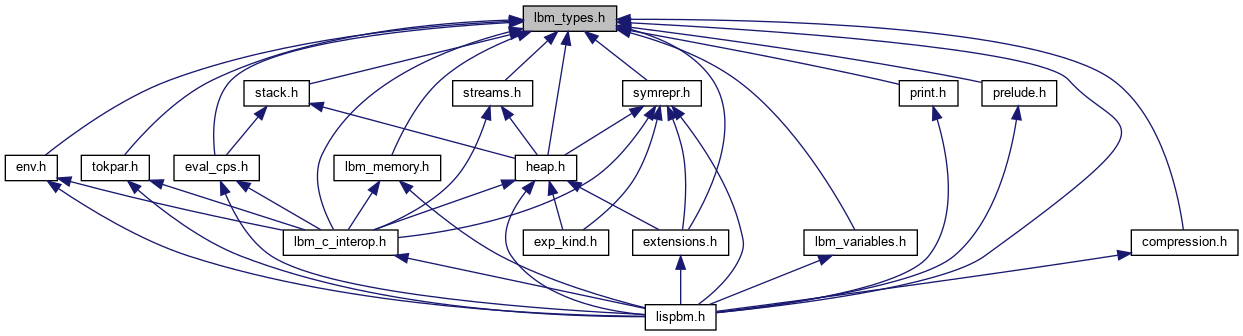 lbm_types.h
stack.h
streams.h
symrepr.h
print.h
prelude.h
env.h
tokpar.h
eval_cps.h
lbm_memory.h
heap.h
lbm_c_interop.h
exp_kind.h
extensions.h
lbm_variables.h
compression.h
lispbm.h